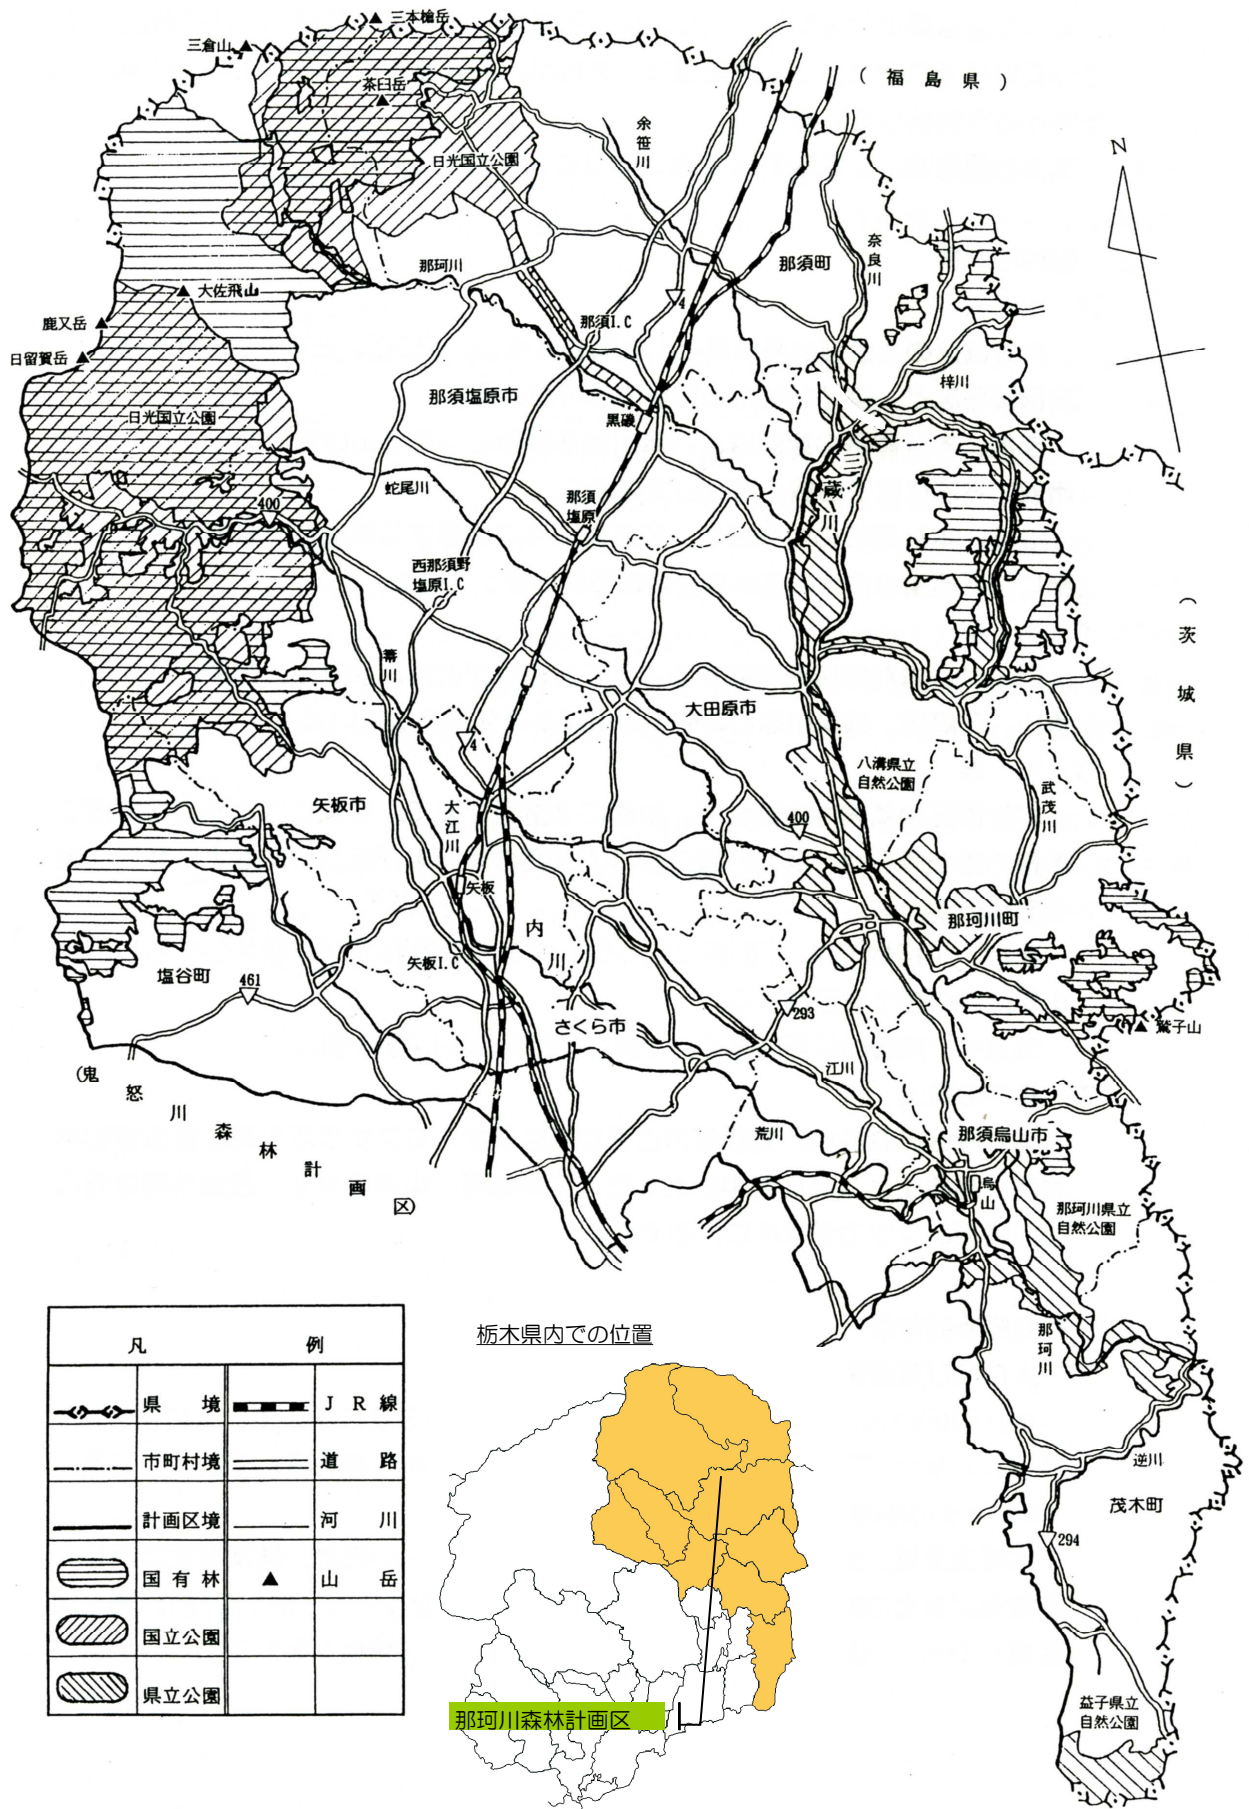 三本槍岳
三倉山
茶臼岳
(福島県)
余笹川
N
日光国立公園
奈良川
那須町
那珂川
大佐飛山
4
鹿又岳
那須I.C
日留賀岳
梓川
那須塩原市
日光国立公園
黒磯
蛇尾川
那須
塩原
蔵川
400
西那須野
塩原I.C
(茨城県)
箒川
大田原市
4
八溝県立
自然公園
矢板市
大江川
武茂川
400
矢板
那珂川町
内川
矢板I.C
塩谷町
461
293
さくら市
鷲子山
江川
(鬼怒川森林計画区)
荒川
那須烏山市
烏山
那珂川県立
自然公園
那珂川
逆川
茂木町
294
益子県立
自然公園
凡例
県境
JR線
市町村境
道路
計画区境
河川
国有林
▲
山岳
国立公園
県立公園
栃木県内での位置
那珂川森林計画区